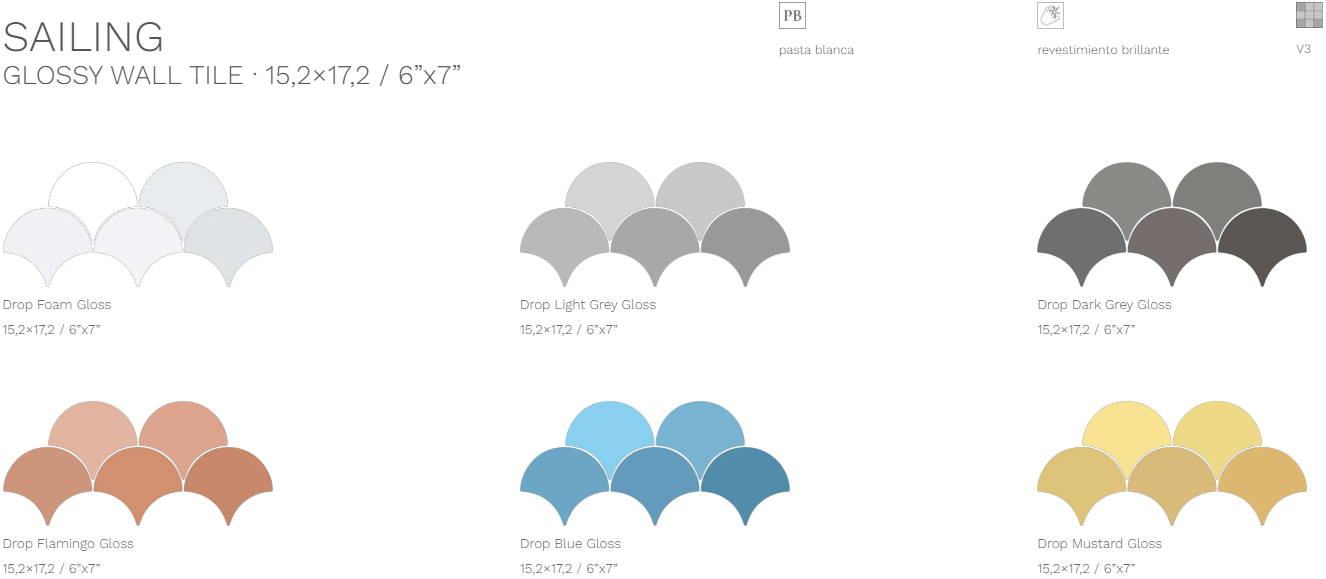 SAILING
GLOSSY WALL TILE · 15,2×17,2 / 6”x7”
PB
pasta blanca
revestimiento brillante
V3
Drop Foam Gloss
15,2×17,2 / 6”x7”
Drop Light Grey Gloss
15,2×17,2 / 6”x7”
Drop Dark Grey Gloss
15,2×17,2 / 6”x7”
Drop Flamingo Gloss
15,2×17,2 / 6”x7”
Drop Blue Gloss
15,2×17,2 / 6”x7”
Drop Mustard Gloss
15,2×17,2 / 6”x7”